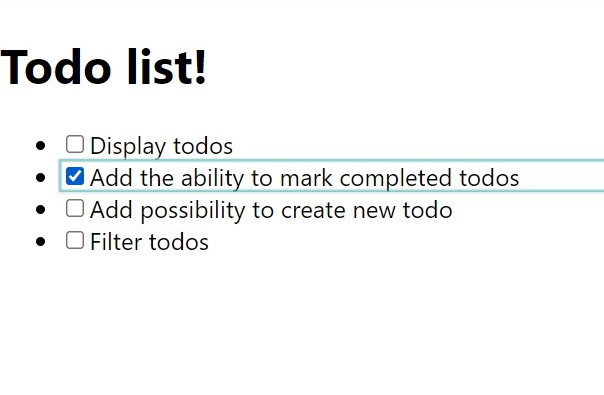 Todo list!
Display todos
Add the ability to mark completed todos
Add possibility to create new todo
Filter todos